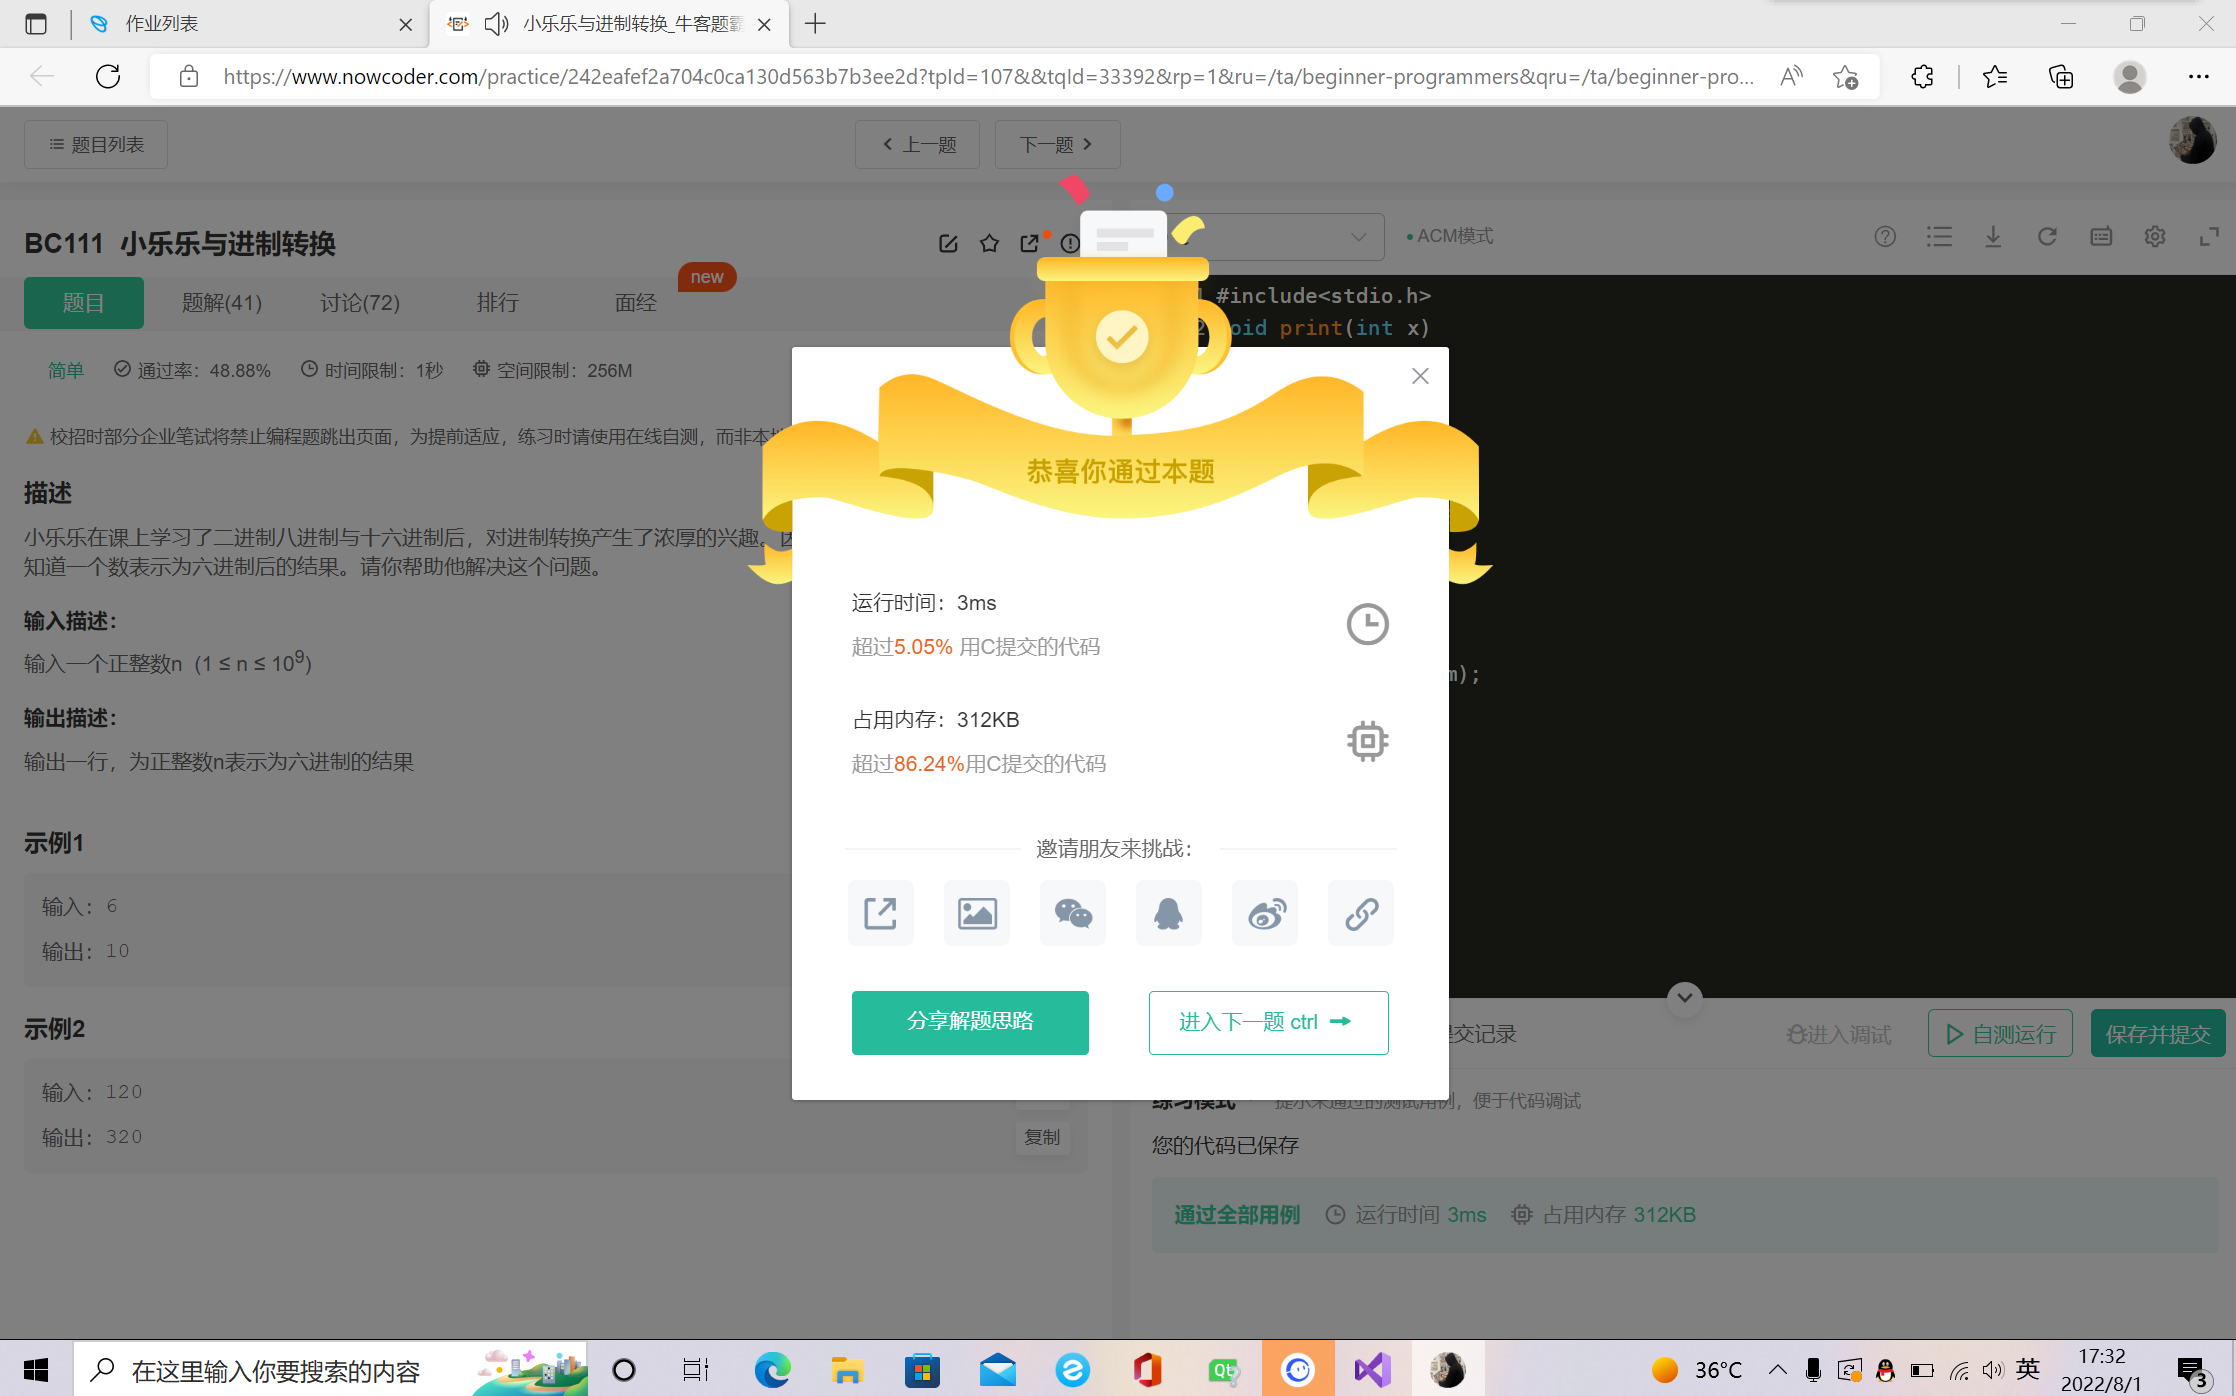 作业列表
小乐乐与进制转换_牛客题霸
https://www.nowcoder.com/practice/242eafef2a704c0ca130d563b7b3ee2d?tpId=107&&tqId=33392&rp=1&ru=/ta/beginner-programmers&qru=/ta/beginner-pro...
题目列表
上一题
下一题
BC111 小乐乐与进制转换
ACM模式
new
题目
题解(41)
讨论(72)
排行
面经
#include<stdio.h>
2 oid print(int x)
简单
通过率：48.88%
时间限制：1秒
空间限制：256M
校招时部分企业笔试将禁止编程题跳出页面，为提前适应，练习时请使用在线自测，而非本
恭喜你通过本题
描述
小乐乐在课上学习了二进制八进制与十六进制后，对进制转换产生了浓厚的兴趣。因
知道一个数表示为六进制后的结果。请你帮助他解决这个问题。
输入描述：
输入一个正整数n（1 ≤ n ≤ 10⁹）
输出描述：
输出一行，为正整数n表示为六进制的结果
运行时间：3ms
超过5.05% 用C提交的代码
m);
占用内存：312KB
超过86.24%用C提交的代码
邀请朋友来挑战：
示例1
输入：6
输出：10
分享解题思路
进入下一题 ctrl
示例2
输入：120
输出：320
复制
提交记录
进入调试
自测运行
保存并提交
练习模式
提示未通过的测试用例，便于代码调试
您的代码已保存
通过全部用例
运行时间 3ms
占用内存 312KB
在这里输入你要搜索的内容
Qt
36°C
英
17:32
2022/8/1
3